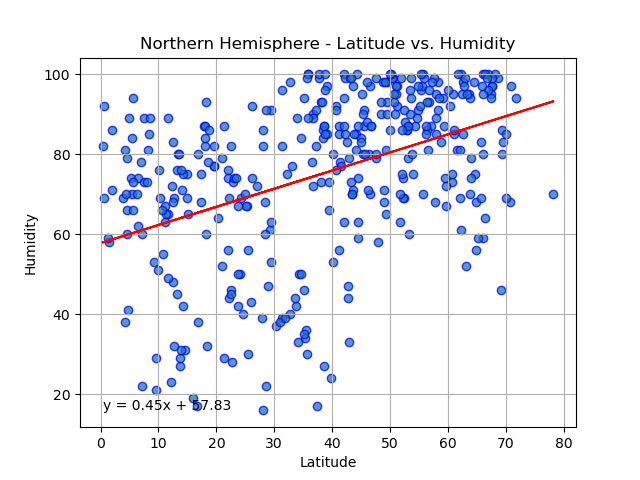 Northern Hemisphere - Latitude vs. Humidity
100
80
60
40
20
Humidity
y = 0.45x + 57.83
0 10 20 30 40 50 60 70 80
Latitude